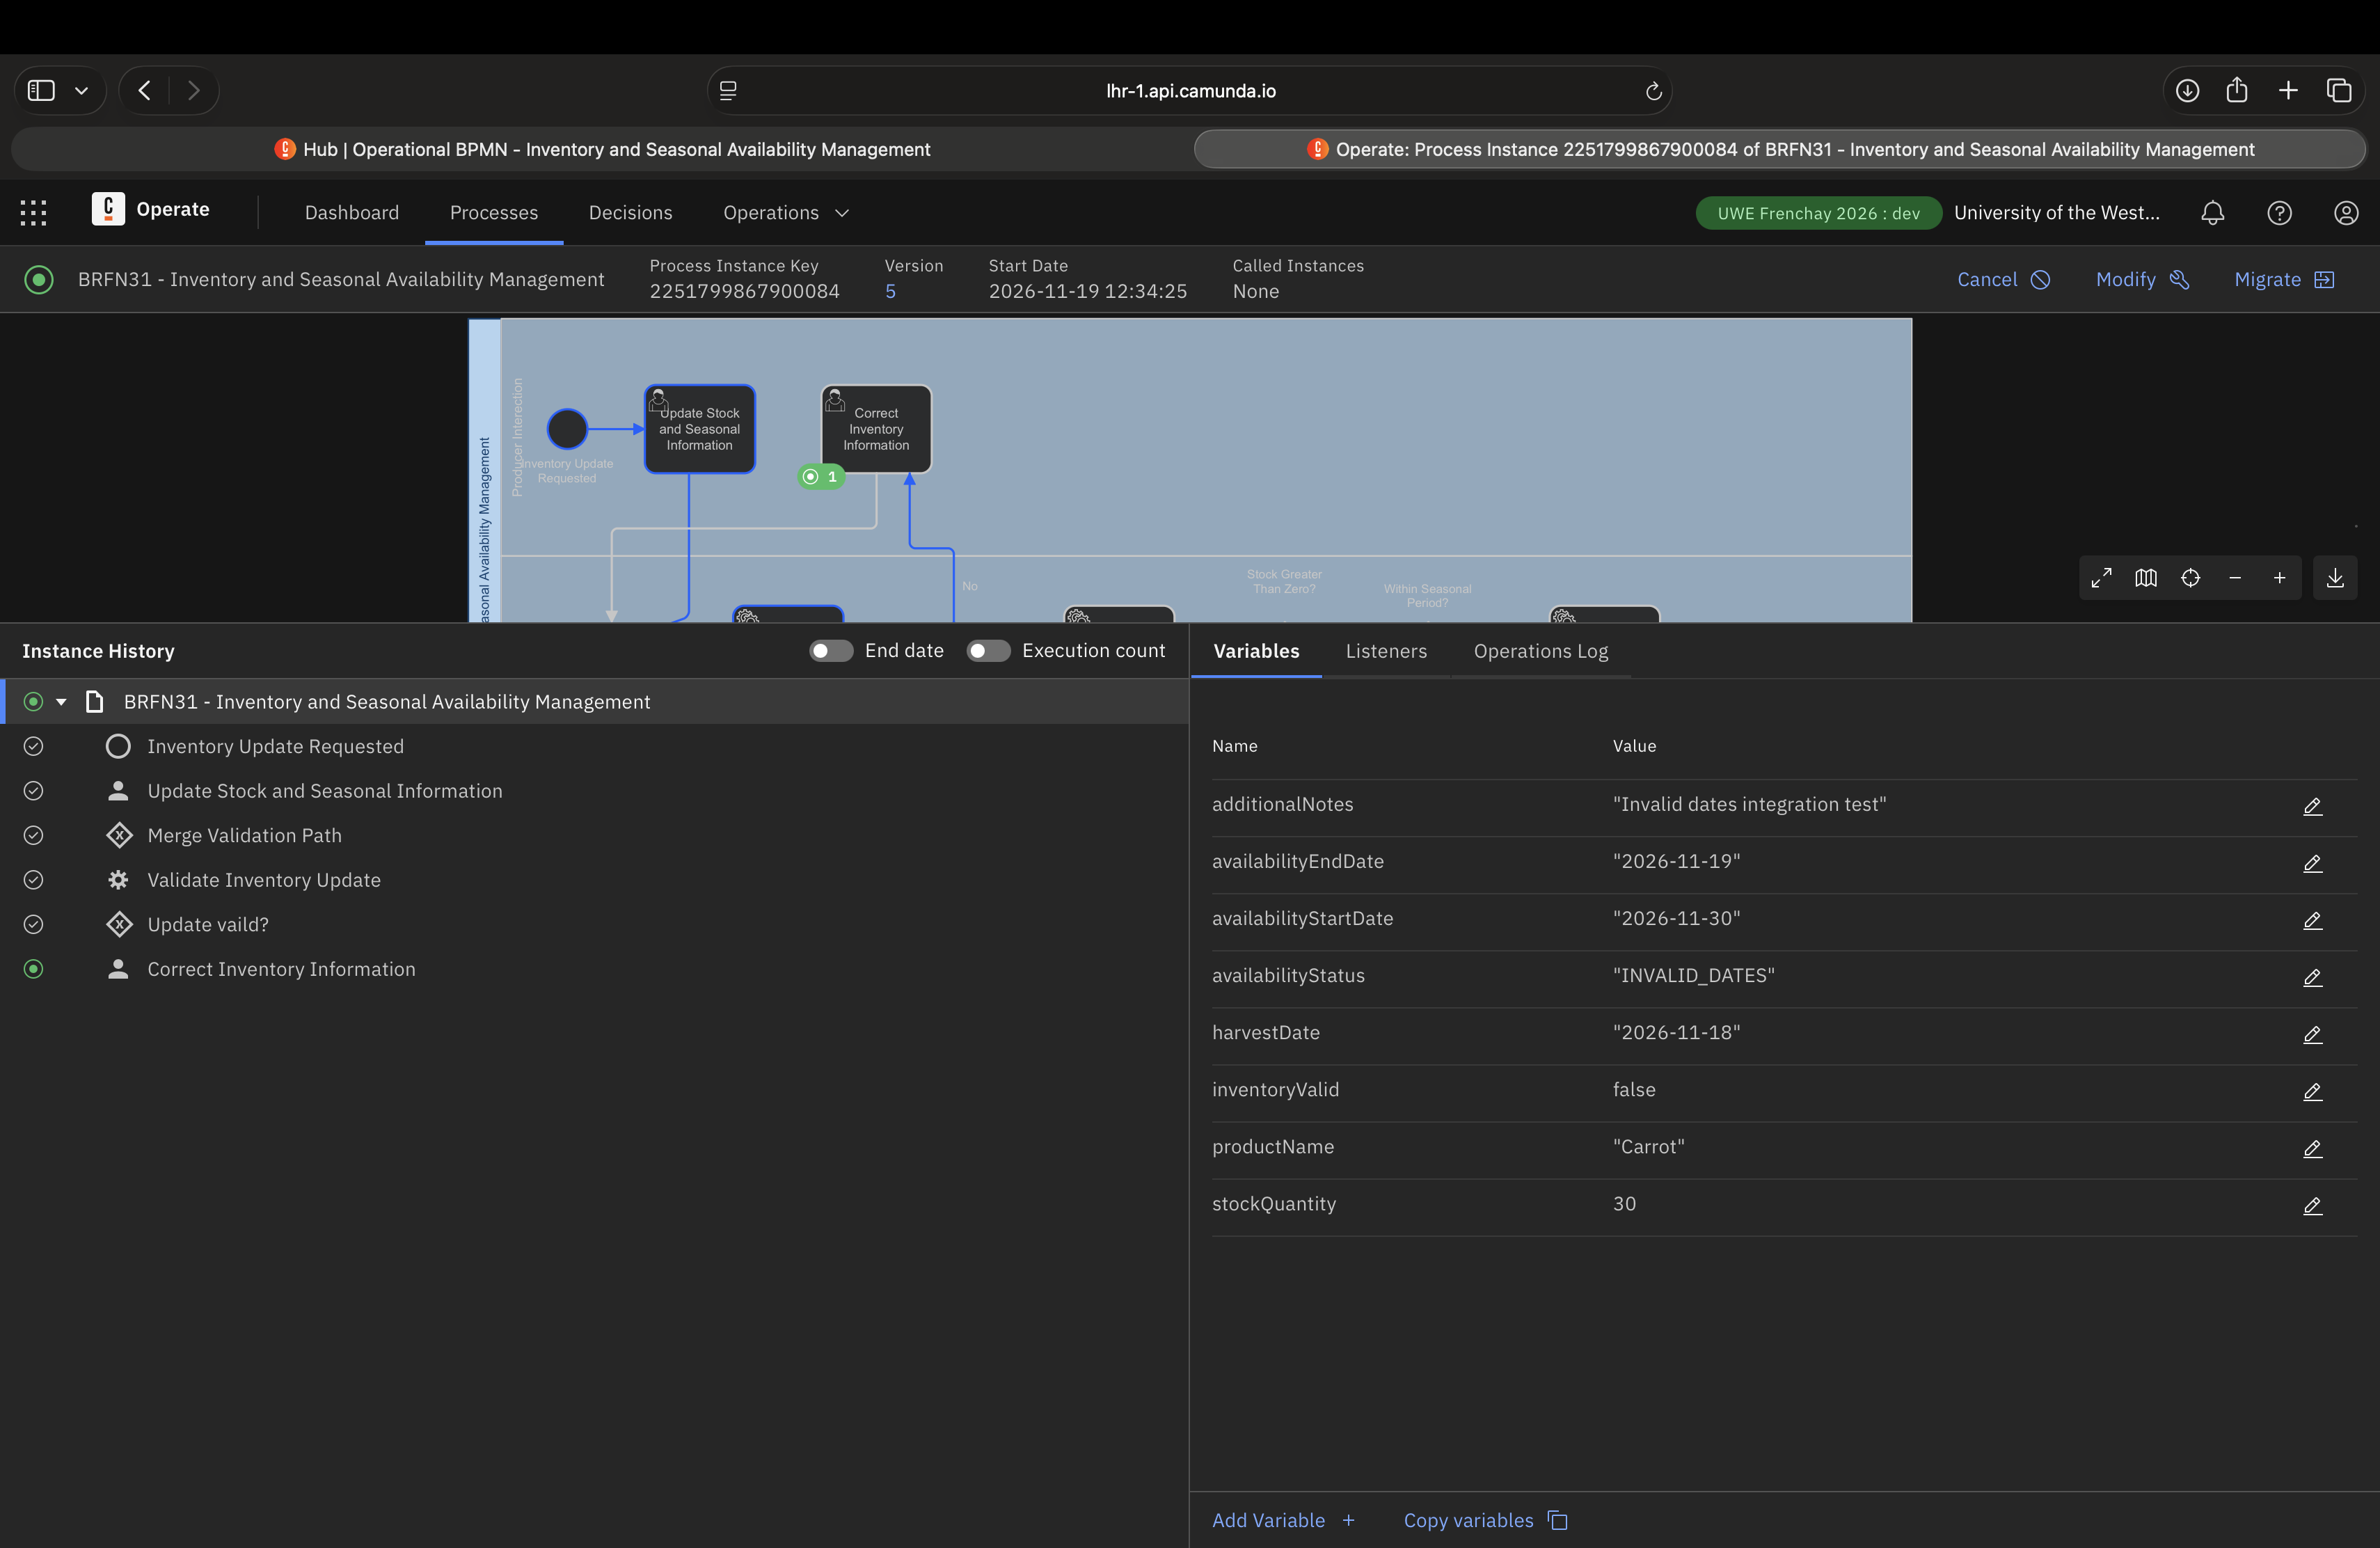 lhr-1.api.camunda.io
Hub | Operational BPMN - Inventory and Seasonal Availability Management
Operate: Process Instance 2251799867900084 of BRFN31 - Inventory and Seasonal Availability Management
Operate
Dashboard
Processes
Decisions
Operations
UWE Frenchay 2026 : dev
University of the West...
BRFN31 - Inventory and Seasonal Availability Management
Process Instance Key
2251799867900084
Version
5
Start Date
2026-11-19 12:34:25
Called Instances
None
Cancel
Modify
Migrate
asonal Availability Management
Producer Interection
Inventory Update
Requested
Update Stock
and Seasonal
Information
Correct
Inventory
Information
1
No
Stock Greater
Than Zero?
Within Seasonal
Period?
Instance History
End date
Execution count
BRFN31 - Inventory and Seasonal Availability Management
Inventory Update Requested
Update Stock and Seasonal Information
Merge Validation Path
Validate Inventory Update
Update vaild?
Correct Inventory Information
Variables
Listeners
Operations Log
Name
Value
additionalNotes
"Invalid dates integration test"
availabilityEndDate
"2026-11-19"
availabilityStartDate
"2026-11-30"
availabilityStatus
"INVALID_DATES"
harvestDate
"2026-11-18"
inventoryValid
false
productName
"Carrot"
stockQuantity
30
Add Variable +
Copy variables